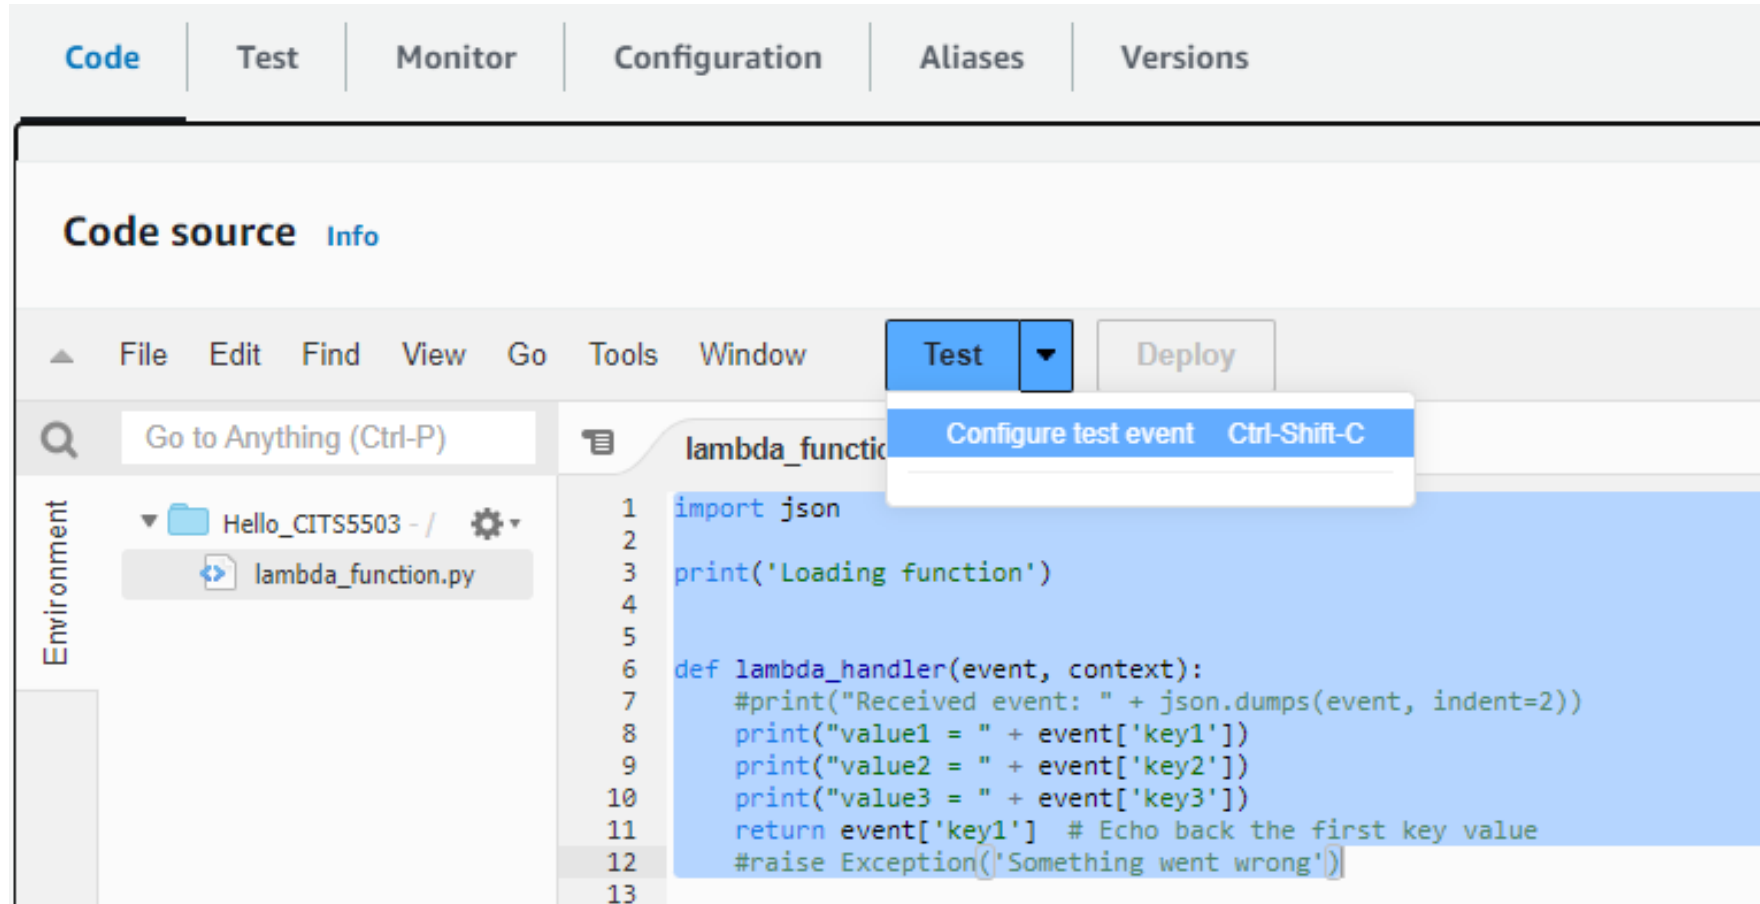 Code Test Monitor Configuration Aliases Versions
Code source Info
File Edit Find View Go Tools Window Test Deploy
Go to Anything (Ctrl-P)
Configure test event Ctrl-Shift-C
lambda_functio
Environment
Hello_CITS5503 - /
lambda_function.py
1 import json
2
3 print('Loading function')
4
5
6 def lambda_handler(event, context):
7     #print("Received event: " + json.dumps(event, indent=2))
8     print("value1 = " + event['key1'])
9     print("value2 = " + event['key2'])
10     print("value3 = " + event['key3'])
11     return event['key1']  # Echo back the first key value
12     #raise Exception('Something went wrong')
13